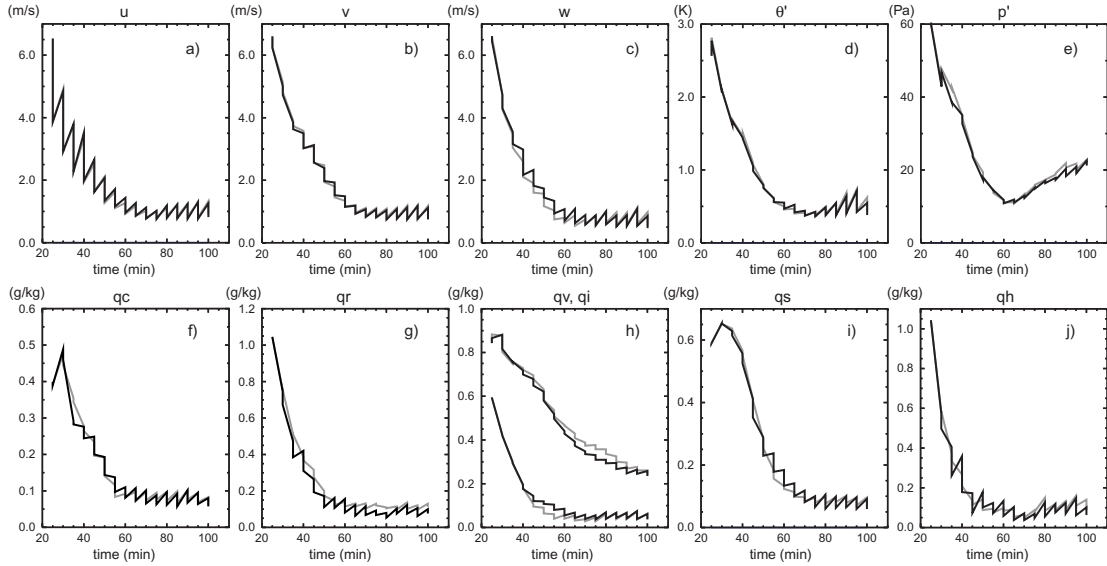 (m/s) u (m/s) v (m/s) w (K) θ' (Pa) p'
6.0 6.0 6.0 3.0 60
a) b) c) d) e)
4.0 4.0 4.0 2.0 40
2.0 2.0 2.0 1.0 20
0.0 0.0 0.0 0.0 0
20 40 60 80 100 20 40 60 80 100 20 40 60 80 100 20 40 60 80 100 20 40 60 80 100
time (min) time (min) time (min) time (min) time (min)
(g/kg) qc (g/kg) qr (g/kg) qv, qi (g/kg) qs (g/kg) qh
0.6 1.2 1.0
f) g) h) i) j)
0.5 1.0 0.8 0.6 1.0
0.4 0.8 0.6 0.4 0.8
0.3 0.6 0.4 0.2 0.6
0.2 0.4 0.2 0.4
0.1 0.2 0.2
0.0 0.0 0.0 0.0 0.0
20 40 60 80 100 20 40 60 80 100 20 40 60 80 100 20 40 60 80 100 20 40 60 80 100
time (min) time (min) time (min) time (min) time (min)